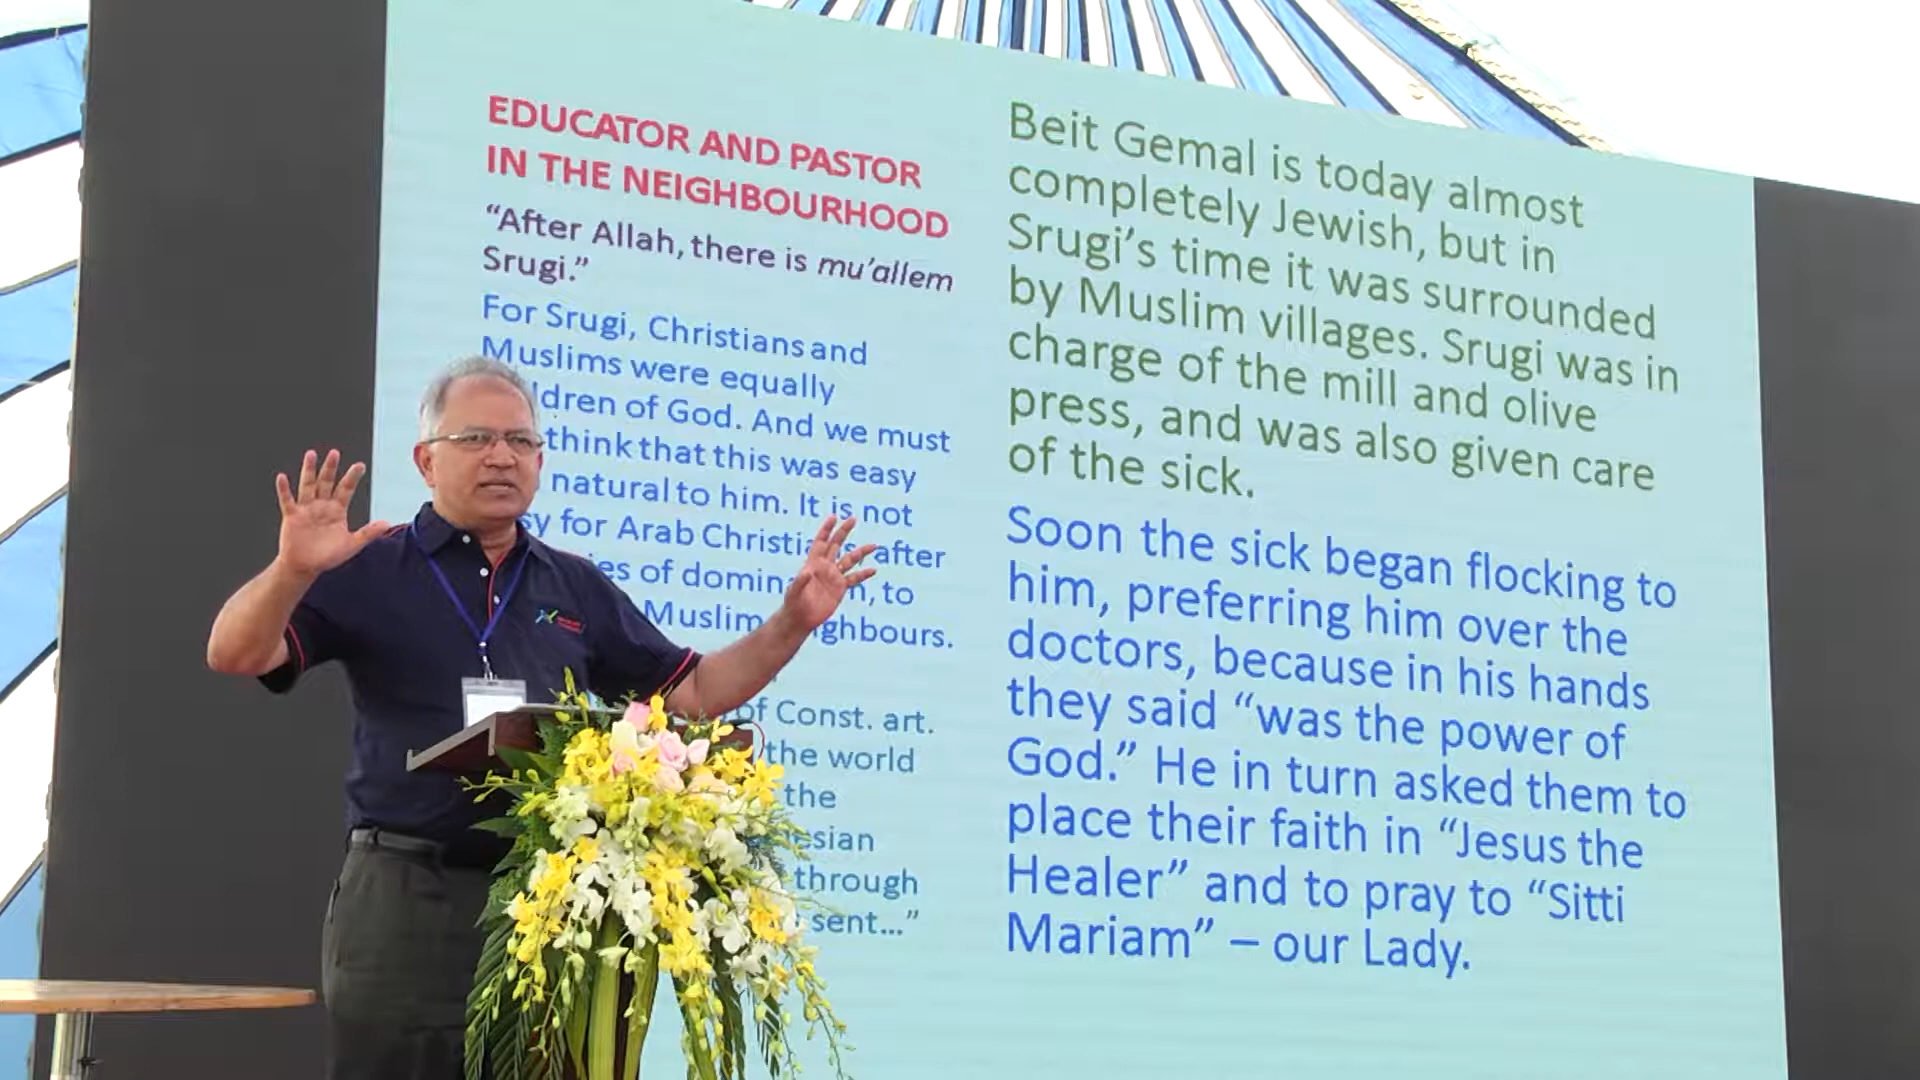 EDUCATOR AND PASTOR
IN THE NEIGHBOURHOOD
“After Allah, there is mu’allem
Srugi.”
For Srugi, Christians and
Muslims were equally
of God. And we must
think that this was easy
natural to him. It is not
for Arab after
of to
Muslim
of Const. art.
the world
the
through
sent...”
Beit Gemal is today almost
completely Jewish, but in
Srugi’s time it was surrounded
by Muslim villages. Srugi was in
charge of the mill and olive
press, and was also given care
of the sick.
Soon the sick began flocking to
him, preferring him over the
doctors, because in his hands
they said “was the power of
God.” He in turn asked them to
place their faith in “Jesus the
Healer” and to pray to “Sitti
Mariam” – our Lady.